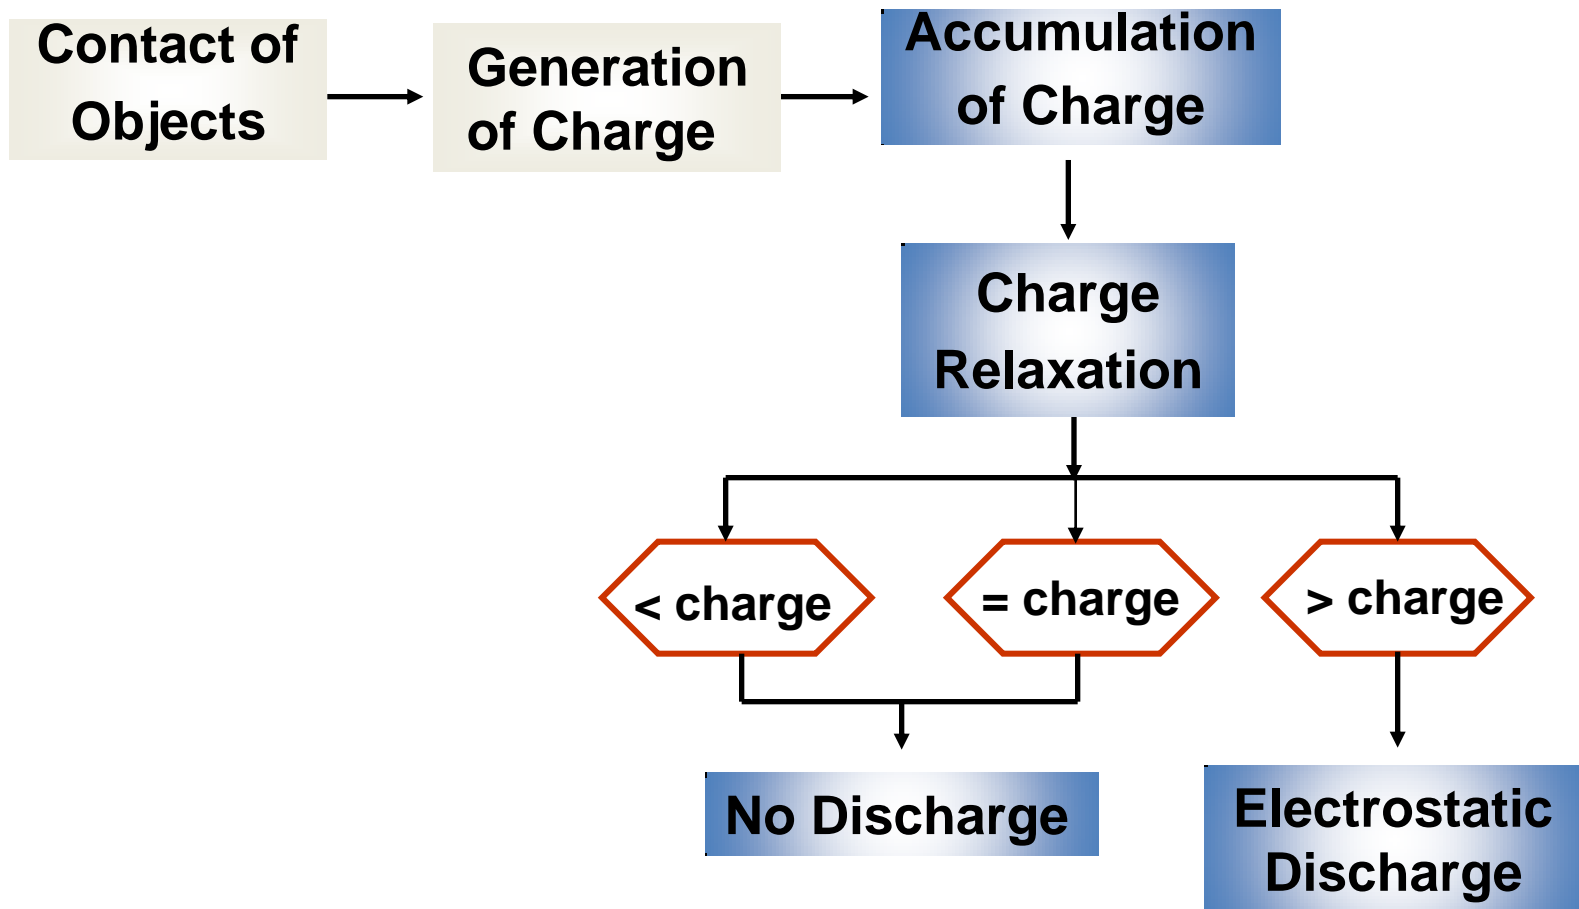 Contact of
Objects
Generation
of Charge
Accumulation
of Charge
Charge
Relaxation
< charge
= charge
> charge
No Discharge
Electrostatic
Discharge